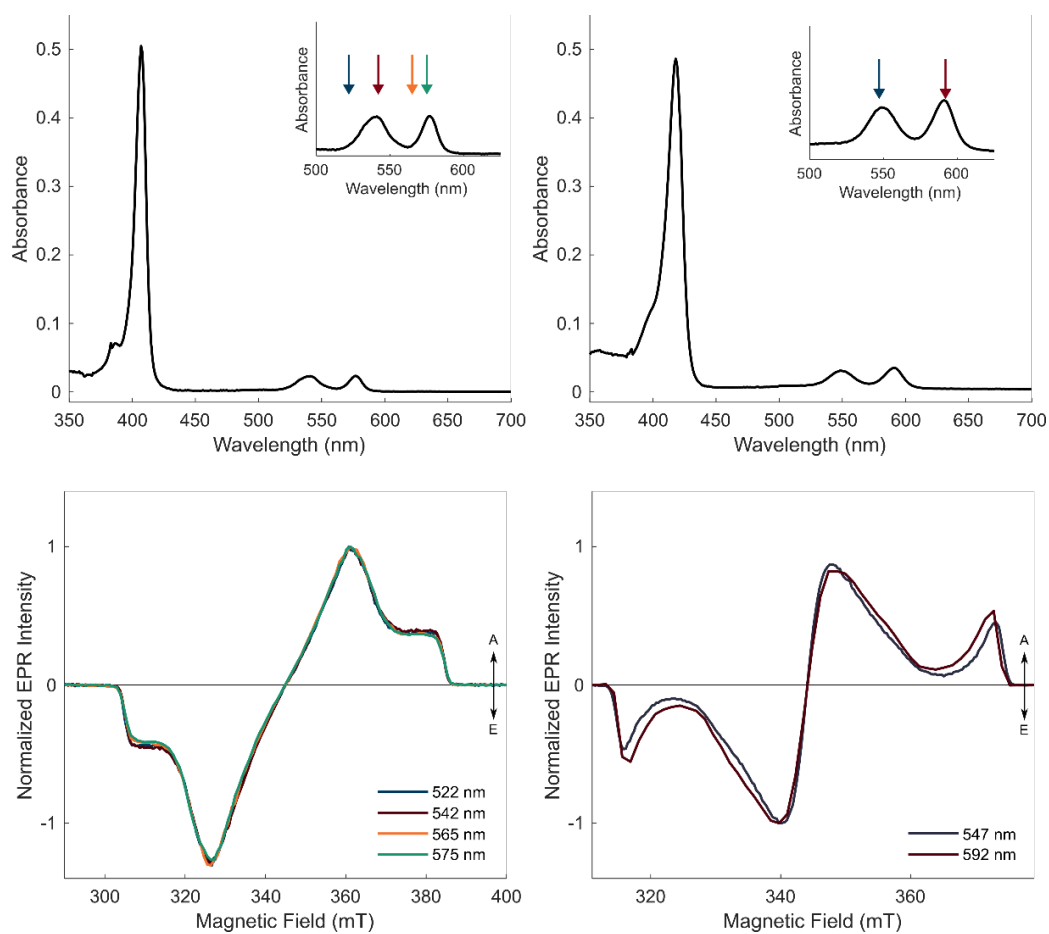 0.5
0.4
0.3
0.2
0.1
0
Absorbance
350 400 450 500 550 600 650 700
Wavelength (nm)
Absorbance
500 550 600
Wavelength (nm)
0.5
0.4
0.3
0.2
0.1
0
Absorbance
350 400 450 500 550 600 650 700
Wavelength (nm)
Absorbance
500 550 600
Wavelength (nm)
1
0
-1
Normalized EPR Intensity
300 320 340 360 380 400
Magnetic Field (mT)
A
E
522 nm
542 nm
565 nm
575 nm
1
0
-1
Normalized EPR Intensity
320 340 360
Magnetic Field (mT)
A
E
547 nm
592 nm